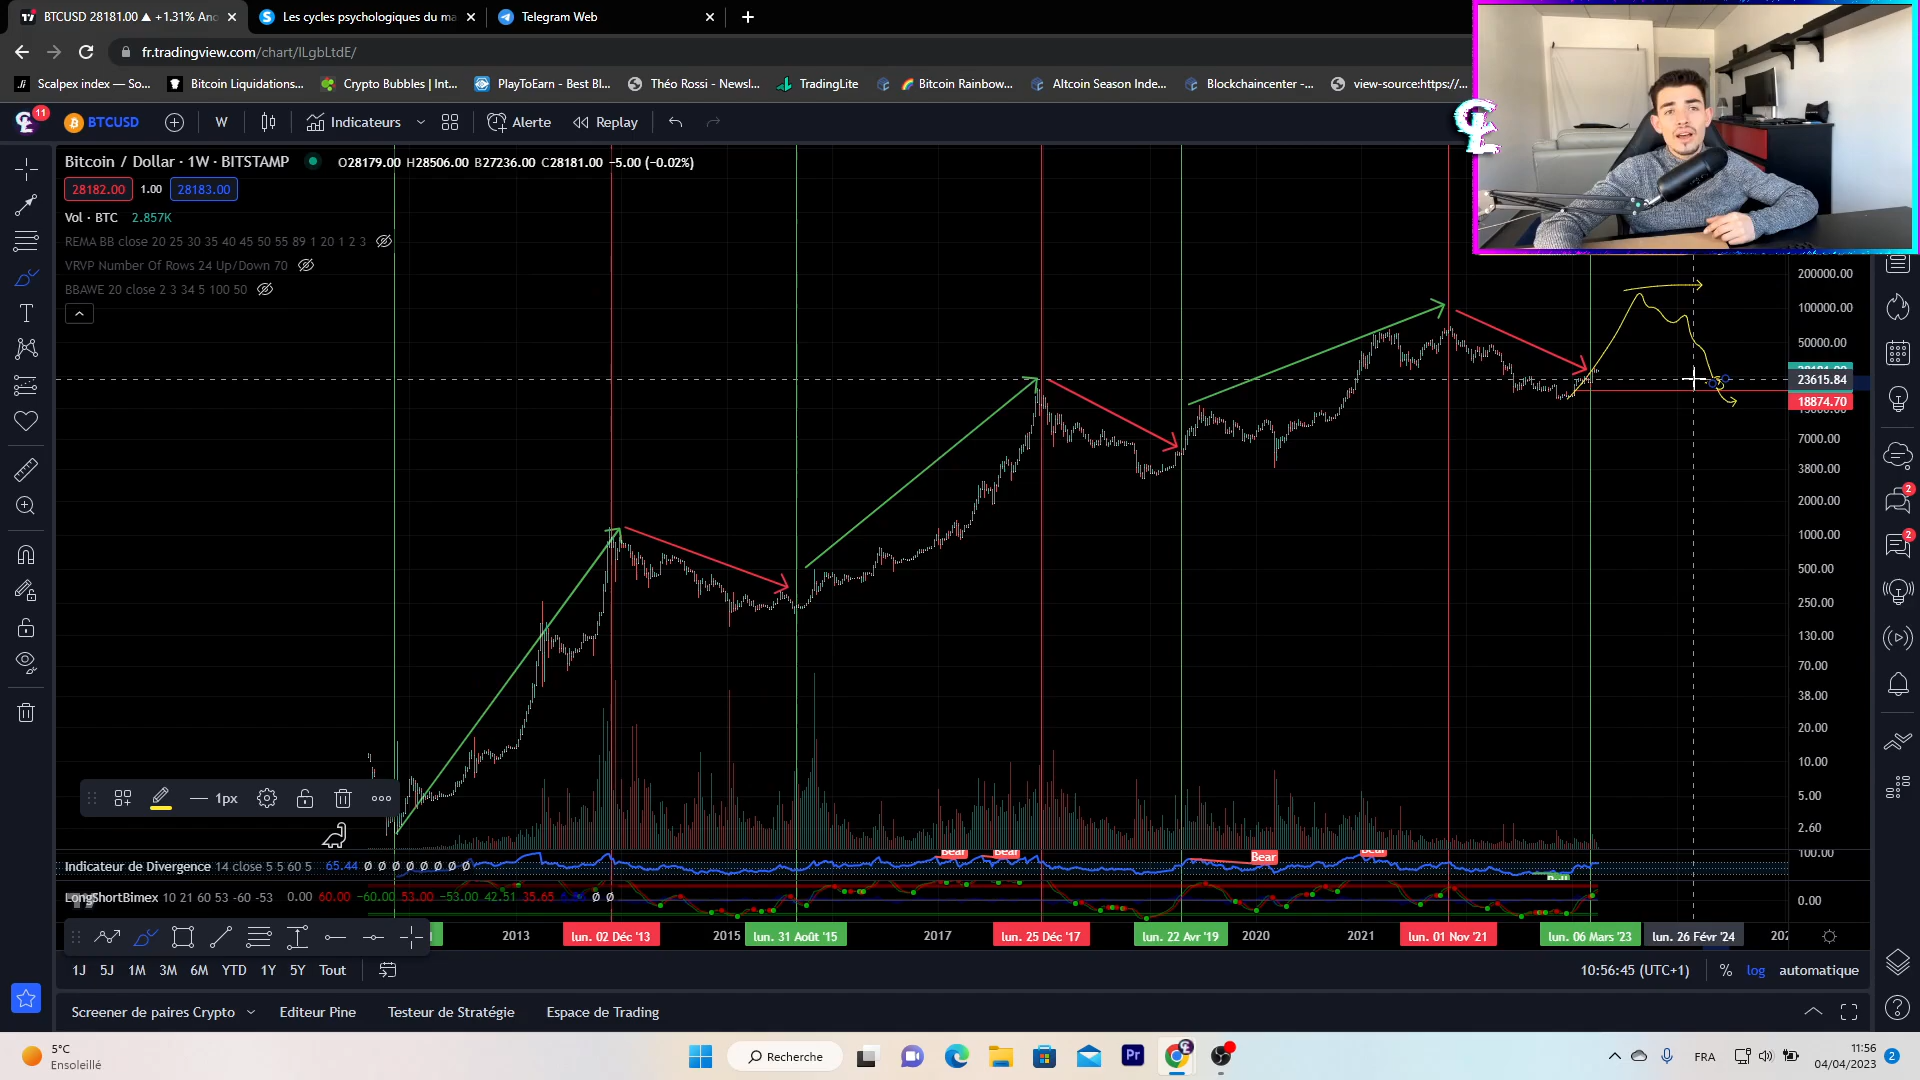 BTCUSD 28181.00 ▲ +1.31% Ano
Les cycles psychologiques du ma
Telegram Web
fr.tradingview.com/chart/lLgbLtdE/
Scalpex index — So...
Bitcoin Liquidations...
Crypto Bubbles | Int...
PlayToEarn - Best Bl...
Théo Rossi - Newsl...
TradingLite
Bitcoin Rainbow...
Altcoin Season Inde...
Blockchaincenter -...
view-source:https://...
11
BTCUSD
W
Indicateurs
Alerte
Replay
Bitcoin / Dollar · 1W · BITSTAMP
O28179.00 H28506.00 B27236.00 C28181.00 −5.00 (−0.02%)
28182.00 1.00 28183.00
Vol · BTC 2.857K
REMA BB close 20 25 30 35 40 45 50 55 89 1 20 1 2 3
VRVP Number Of Rows 24 Up/Down 70
BBAWE 20 close 2 3 34 5 100 50
200000.00
100000.00
50000.00
23615.84
18874.70
7000.00
3800.00
2000.00
1000.00
500.00
250.00
130.00
70.00
38.00
20.00
10.00
5.00
2.60
1px
Indicateur de Divergence 14 close 5 5 60 5 65.44 Ø Ø Ø Ø Ø Ø Ø Ø
Bear
Bear
Bear
Bear
100.00
LongShortBimex 10 21 60 53 -60 -53 0.00 60.00 −60.00 53.00 −53.00 42.51 35.65 Ø Ø
0.00
2013
lun. 02 Déc '13
2015
lun. 31 Août '15
2017
lun. 25 Déc '17
lun. 22 Avr '19
2020
2021
lun. 01 Nov '21
lun. 06 Mars '23
lun. 26 Févr '24
1J 5J 1M 3M 6M YTD 1Y 5Y Tout
10:56:45 (UTC+1) % log automatique
Screener de paires Crypto
Editeur Pine
Testeur de Stratégie
Espace de Trading
2
2
5°C
Ensoleillé
Recherche
Pr
FRA
11:56
04/04/2023
2